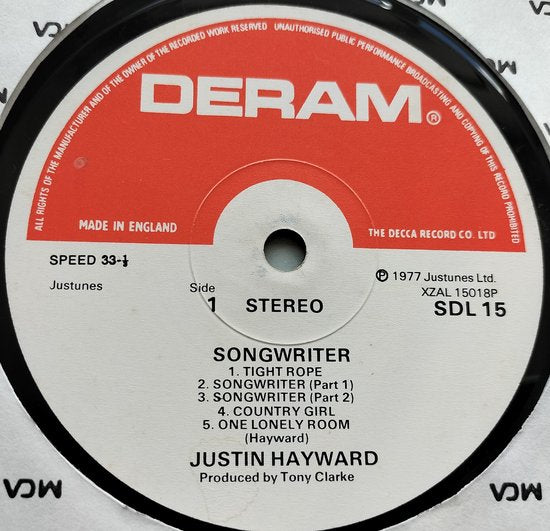 ALL RIGHTS OF THE MANUFACTURER AND OF THE OWNER OF THE RECORDED WORK RESERVED UNAUTHORISED PUBLIC PERFORMANCE BROADCASTING AND COPYING OF THIS RECORD PROHIBITED
DERAM®
MADE IN ENGLAND
THE DECCA RECORD CO. LTD
SPEED 33-⅓
Ⓟ 1977 Justunes Ltd.
Justunes
Side
XZAL 15018P
1 STEREO
SDL 15
SONGWRITER
1. TIGHT ROPE
2. SONGWRITER (Part 1)
3. SONGWRITER (Part 2)
4. COUNTRY GIRL
5. ONE LONELY ROOM
(Hayward)
JUSTIN HAYWARD
Produced by Tony Clarke
MCA
MCA
MCA
MCA
MCA